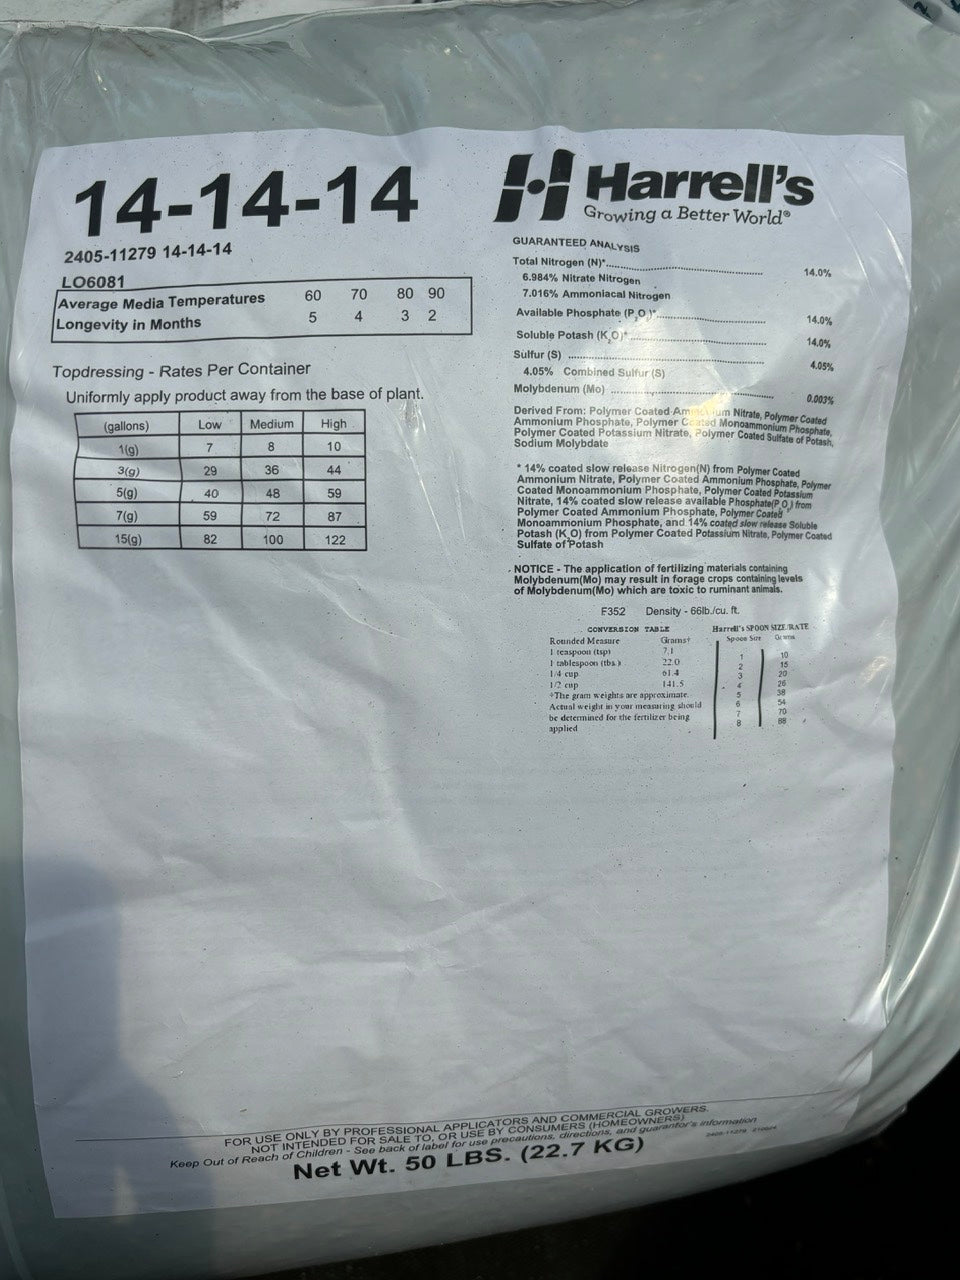 14-14-14
2405-11279 14-14-14
LO6081
Average Media Temperatures 60 70 80 90
Longevity in Months 5 4 3 2
Topdressing - Rates Per Container
Uniformly apply product away from the base of plant.
(gallons) Low Medium High
1(g) 7 8 10
3(g) 29 36 44
5(g) 40 48 59
7(g) 59 72 87
15(g) 82 100 122
Harrell's
Growing a Better World®
GUARANTEED ANALYSIS
Total Nitrogen (N)* 14.0%
6.984% Nitrate Nitrogen
7.016% Ammoniacal Nitrogen
Available Phosphate (P2O5)* 14.0%
Soluble Potash (K2O)* 14.0%
Sulfur (S) 4.05%
4.05% Combined Sulfur (S)
Molybdenum (Mo) 0.003%
Derived From: Polymer Coated Ammonium Nitrate, Polymer Coated
Ammonium Phosphate, Polymer Coated Monoammonium Phosphate,
Polymer Coated Potassium Nitrate, Polymer Coated Sulfate of Potash,
Sodium Molybdate
* 14% coated slow release Nitrogen(N) from Polymer Coated
Ammonium Nitrate, Polymer Coated Ammonium Phosphate, Polymer
Coated Monoammonium Phosphate, Polymer Coated Potassium
Nitrate, 14% coated slow release available Phosphate(P2O5) from
Polymer Coated Ammonium Phosphate, Polymer Coated
Monoammonium Phosphate, and 14% coated slow release Soluble
Potash (K2O) from Polymer Coated Potassium Nitrate, Polymer Coated
Sulfate of Potash
NOTICE - The application of fertilizing materials containing
Molybdenum(Mo) may result in forage crops containing levels
of Molybdenum(Mo) which are toxic to ruminant animals.
F352 Density - 66lb./cu. ft.
CONVERSION TABLE
Rounded Measure Grams†
1 teaspoon (tsp) 7.1
1 tablespoon (tbs.) 22.0
1/4 cup 61.4
1/2 cup 141.5
†The gram weights are approximate.
Actual weight in your measuring should
be determined for the fertilizer being
applied
Harrell's SPOON SIZE/RATE
Spoon Size Grams
1 10
2 15
3 20
4 26
5 38
6 54
7 70
8 88
FOR USE ONLY BY PROFESSIONAL APPLICATORS AND COMMERCIAL GROWERS.
NOT INTENDED FOR SALE TO, OR USE BY CONSUMERS (HOMEOWNERS)
Keep Out of Reach of Children - See back of label for use precautions, directions, and guarantor's information
2405-11279
Net Wt. 50 LBS. (22.7 KG)